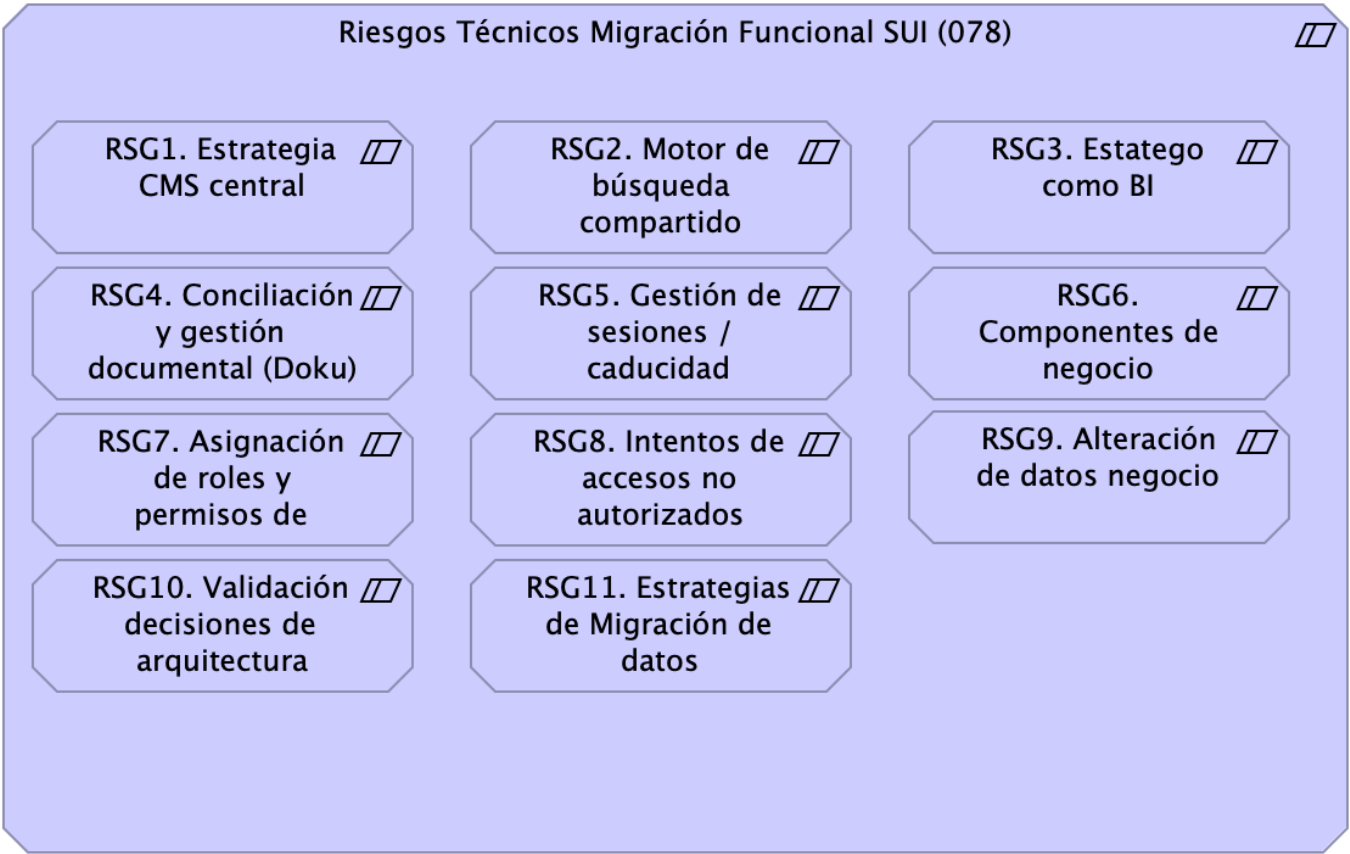 Riesgos Técnicos Migración Funcional SUI (078)
RSG1. Estrategia
CMS central
RSG2. Motor de
búsqueda
compartido
RSG3. Estatego
como BI
RSG4. Conciliación
y gestión
documental (Doku)
RSG5. Gestión de
sesiones /
caducidad
RSG6.
Componentes de
negocio
RSG7. Asignación
de roles y
permisos de
RSG8. Intentos de
accesos no
autorizados
RSG9. Alteración
de datos negocio
RSG10. Validación
decisiones de
arquitectura
RSG11. Estrategias
de Migración de
datos